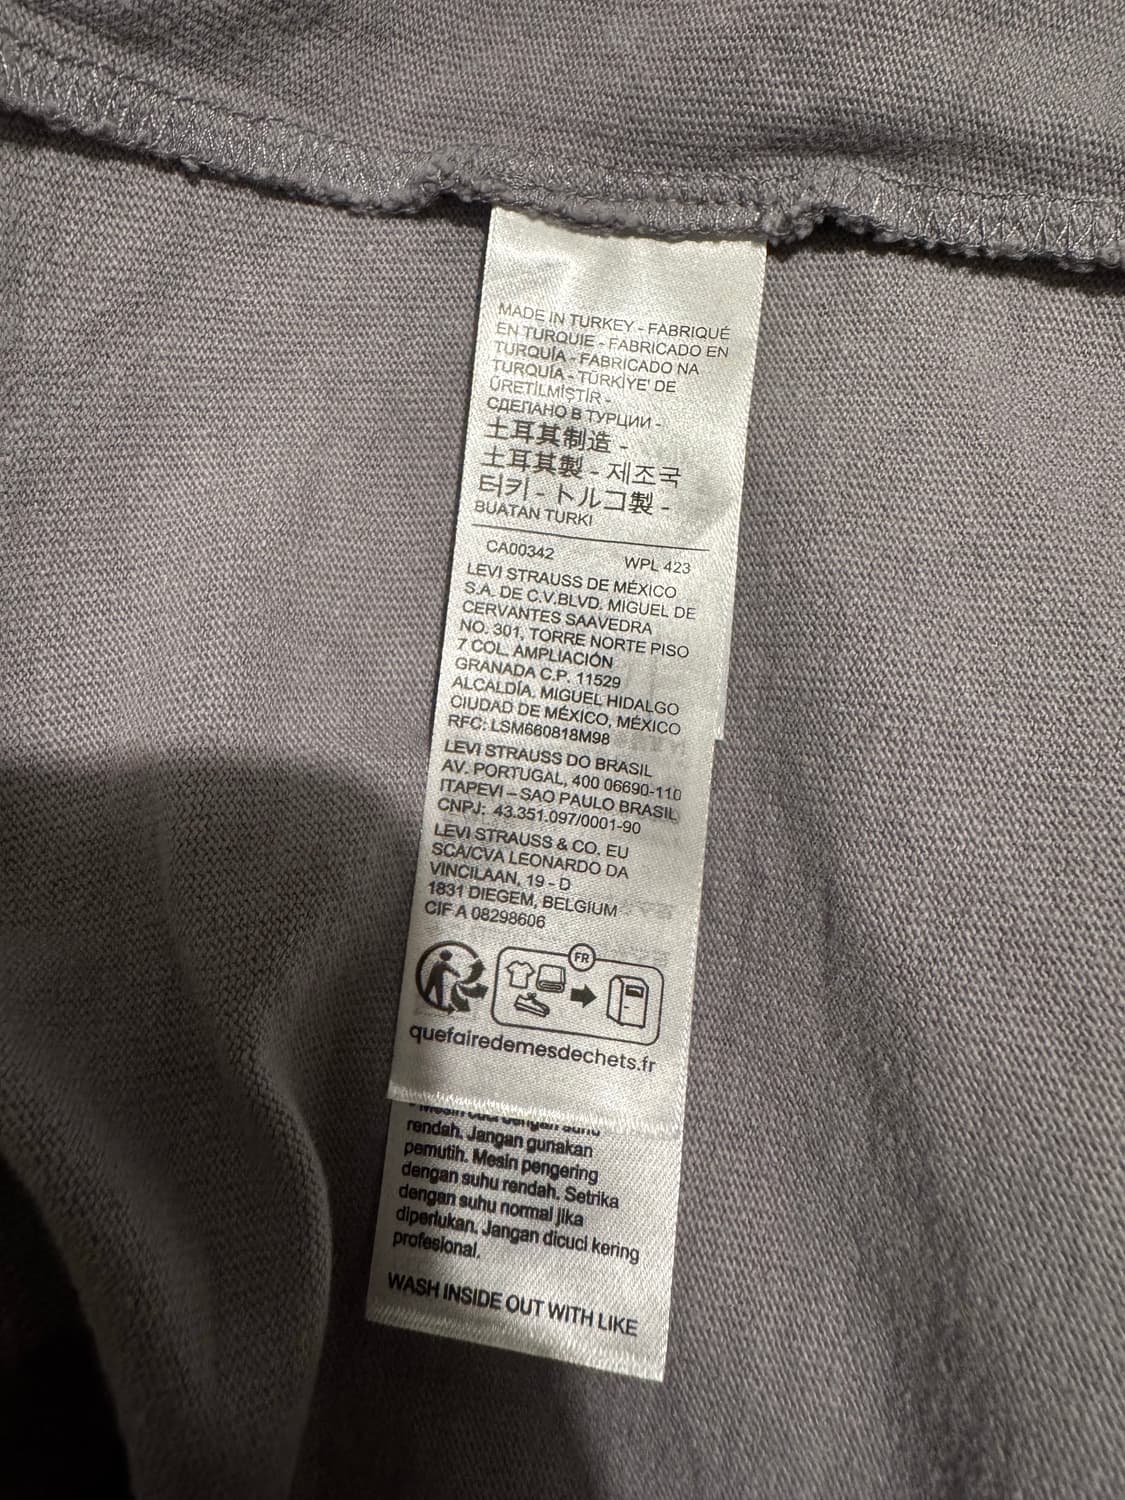 MADE IN TURKEY - FABRIQUÉ
EN TURQUIE - FABRICADO EN
TURQUÍA - FABRICADO NA
TURQUÍA - TÜRKİYE' DE
ÜRETİLMİŞTİR -
СДЕЛАНО В ТУРЦИИ -
土耳其制造 -
土耳其製 - 제조국
터키 - トルコ製 -
BUATAN TURKI
CA00342 WPL 423
LEVI STRAUSS DE MÉXICO
S.A. DE C.V.BLVD. MIGUEL DE
CERVANTES SAAVEDRA
NO. 301, TORRE NORTE PISO
7 COL. AMPLIACIÓN
GRANADA C.P. 11529
ALCALDÍA. MIGUEL HIDALGO
CIUDAD DE MÉXICO, MÉXICO
RFC: LSM660818M98
LEVI STRAUSS DO BRASIL
AV. PORTUGAL, 400 06690-110
ITAPEVI – SAO PAULO BRASIL
CNPJ: 43.351.097/0001-90
LEVI STRAUSS & CO. EU
SCA/CVA LEONARDO DA
VINCILAAN, 19 - D
1831 DIEGEM, BELGIUM
CIF A 08298606
FR
quefairedemesdechets.fr
rendah. Jangan gunakan
pemutih. Mesin pengering
dengan suhu rendah. Setrika
dengan suhu normal jika
diperlukan. Jangan dicuci kering
profesional.
WASH INSIDE OUT WITH LIKE